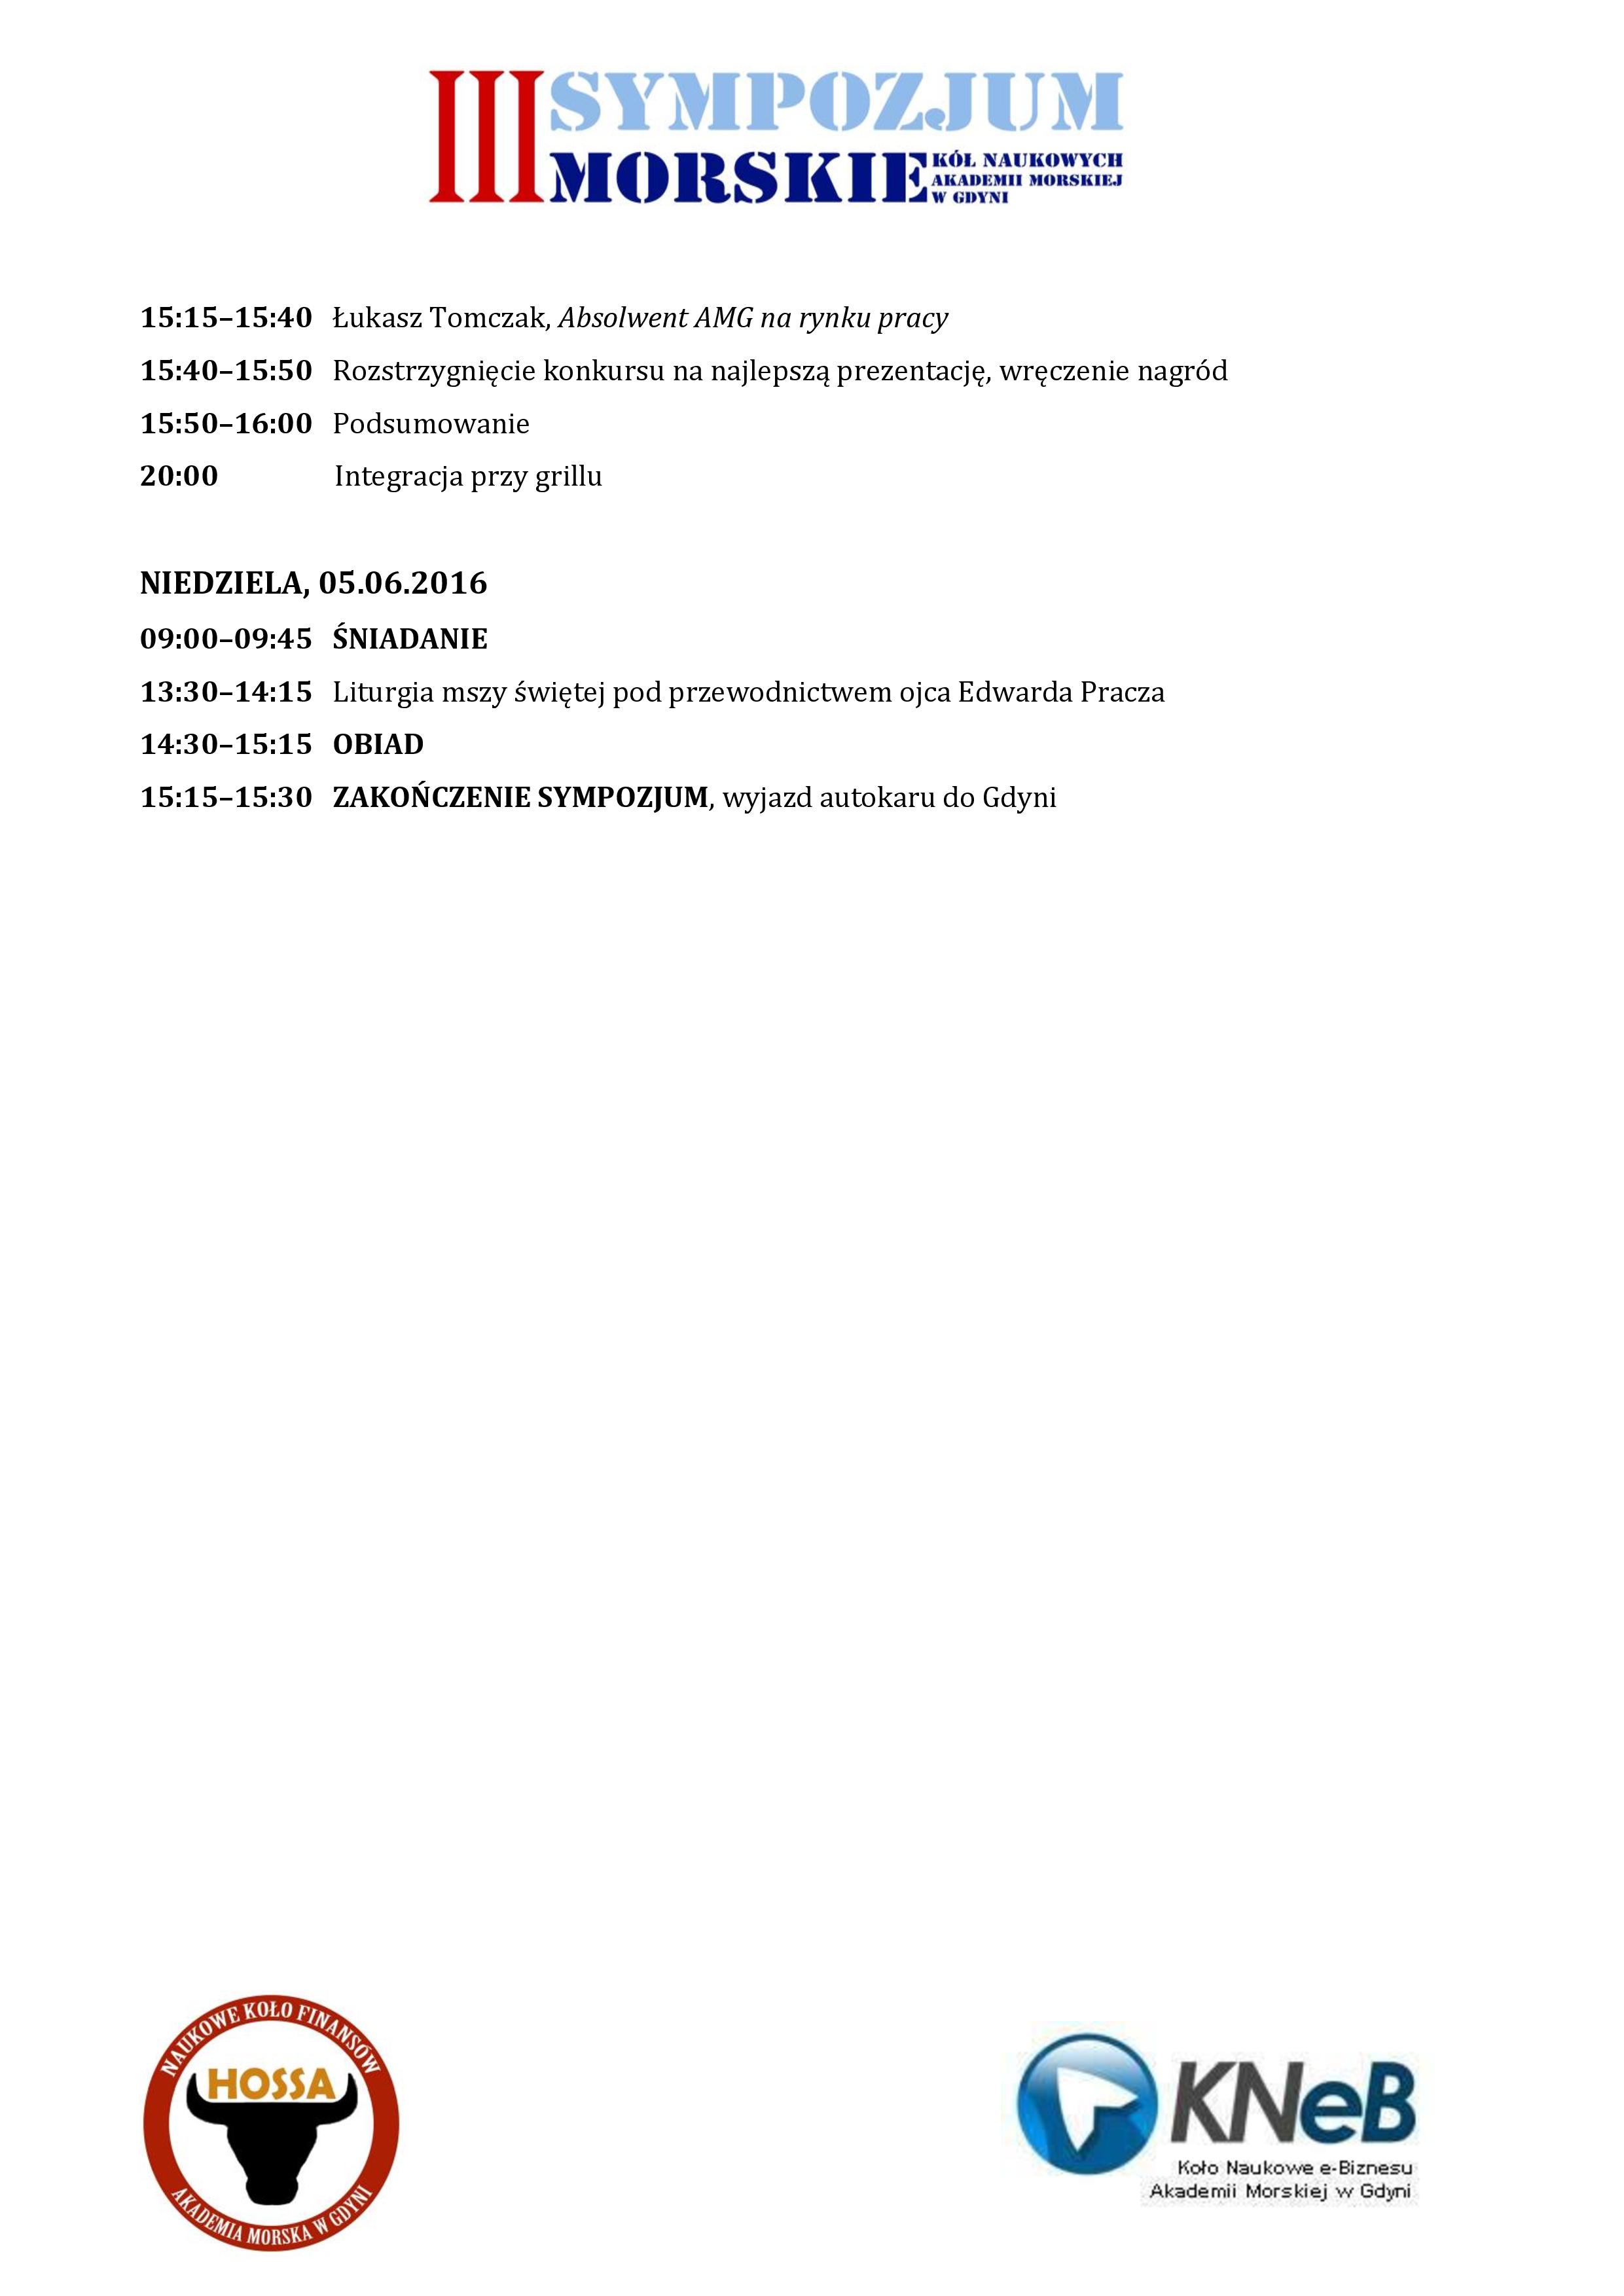 III SYMPOZJUM
MORSKIE KÓŁ NAUKOWYCH
AKADEMII MORSKIEJ
W GDYNI
15:15–15:40 Łukasz Tomczak, Absolwent AMG na rynku pracy
15:40–15:50 Rozstrzygnięcie konkursu na najlepszą prezentację, wręczenie nagród
15:50–16:00 Podsumowanie
20:00 Integracja przy grillu
NIEDZIELA, 05.06.2016
09:00–09:45 ŚNIADANIE
13:30–14:15 Liturgia mszy świętej pod przewodnictwem ojca Edwarda Pracza
14:30–15:15 OBIAD
15:15–15:30 ZAKOŃCZENIE SYMPOZJUM, wyjazd autokaru do Gdyni
NAUKOWE KOŁO FINANSÓW
HOSSA
AKADEMIA MORSKA W GDYNI
KNeB
Koło Naukowe e-Biznesu
Akademii Morskiej w Gdyni